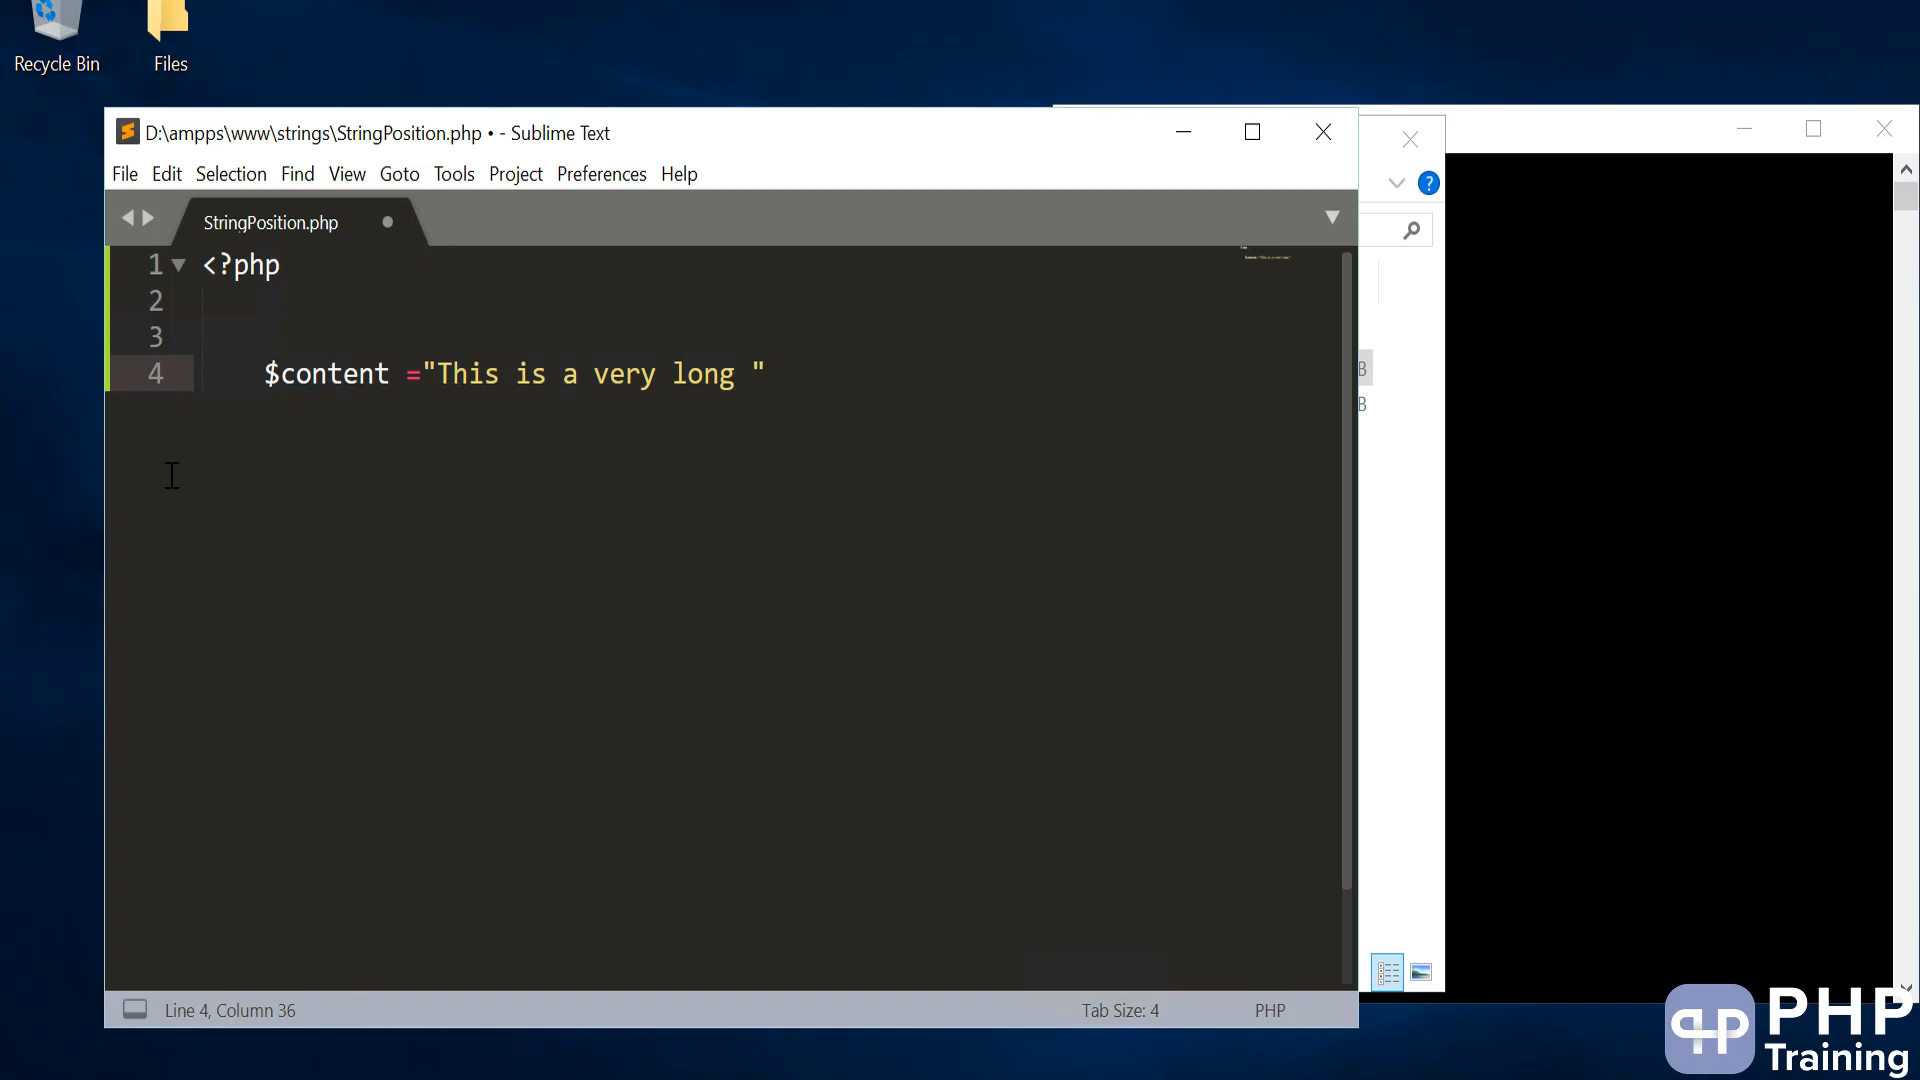 Recycle Bin
Files
D:\ampps\www\strings\StringPosition.php • - Sublime Text
File Edit Selection Find View Goto Tools Project Preferences Help
StringPosition.php
1 <?php
2
3
4 $content ="This is a very long "
B
B
?
Line 4, Column 36
Tab Size: 4
PHP
php
PHP
Training